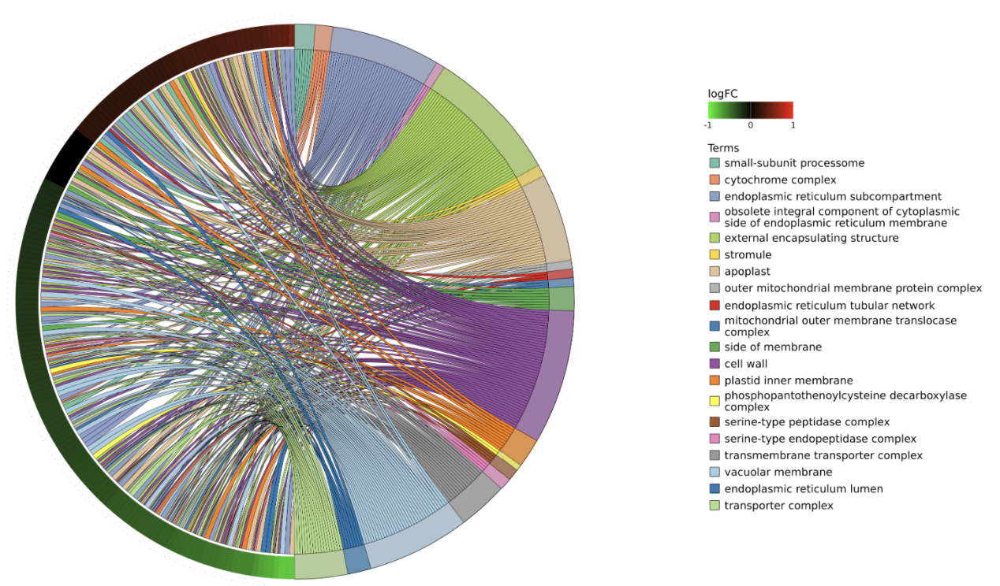 logFC
-1 0 1
Terms
small-subunit processome
cytochrome complex
endoplasmic reticulum subcompartment
obsolete integral component of cytoplasmic
side of endoplasmic reticulum membrane
external encapsulating structure
stromule
apoplast
outer mitochondrial membrane protein complex
endoplasmic reticulum tubular network
mitochondrial outer membrane translocase
complex
side of membrane
cell wall
plastid inner membrane
phosphopantothenoylcysteine decarboxylase
complex
serine-type peptidase complex
serine-type endopeptidase complex
transmembrane transporter complex
vacuolar membrane
endoplasmic reticulum lumen
transporter complex